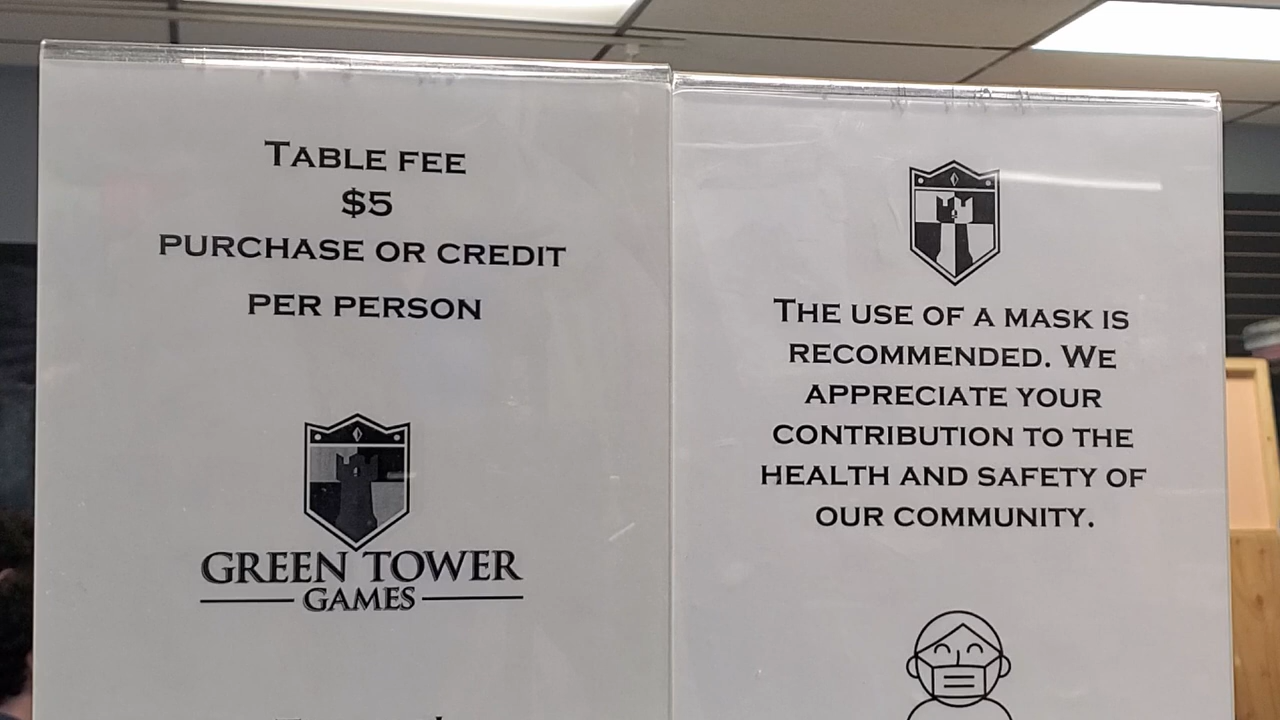 TABLE FEE
$5
PURCHASE OR CREDIT
PER PERSON
GREEN TOWER
GAMES
THE USE OF A MASK IS
RECOMMENDED. WE
APPRECIATE YOUR
CONTRIBUTION TO THE
HEALTH AND SAFETY OF
OUR COMMUNITY.